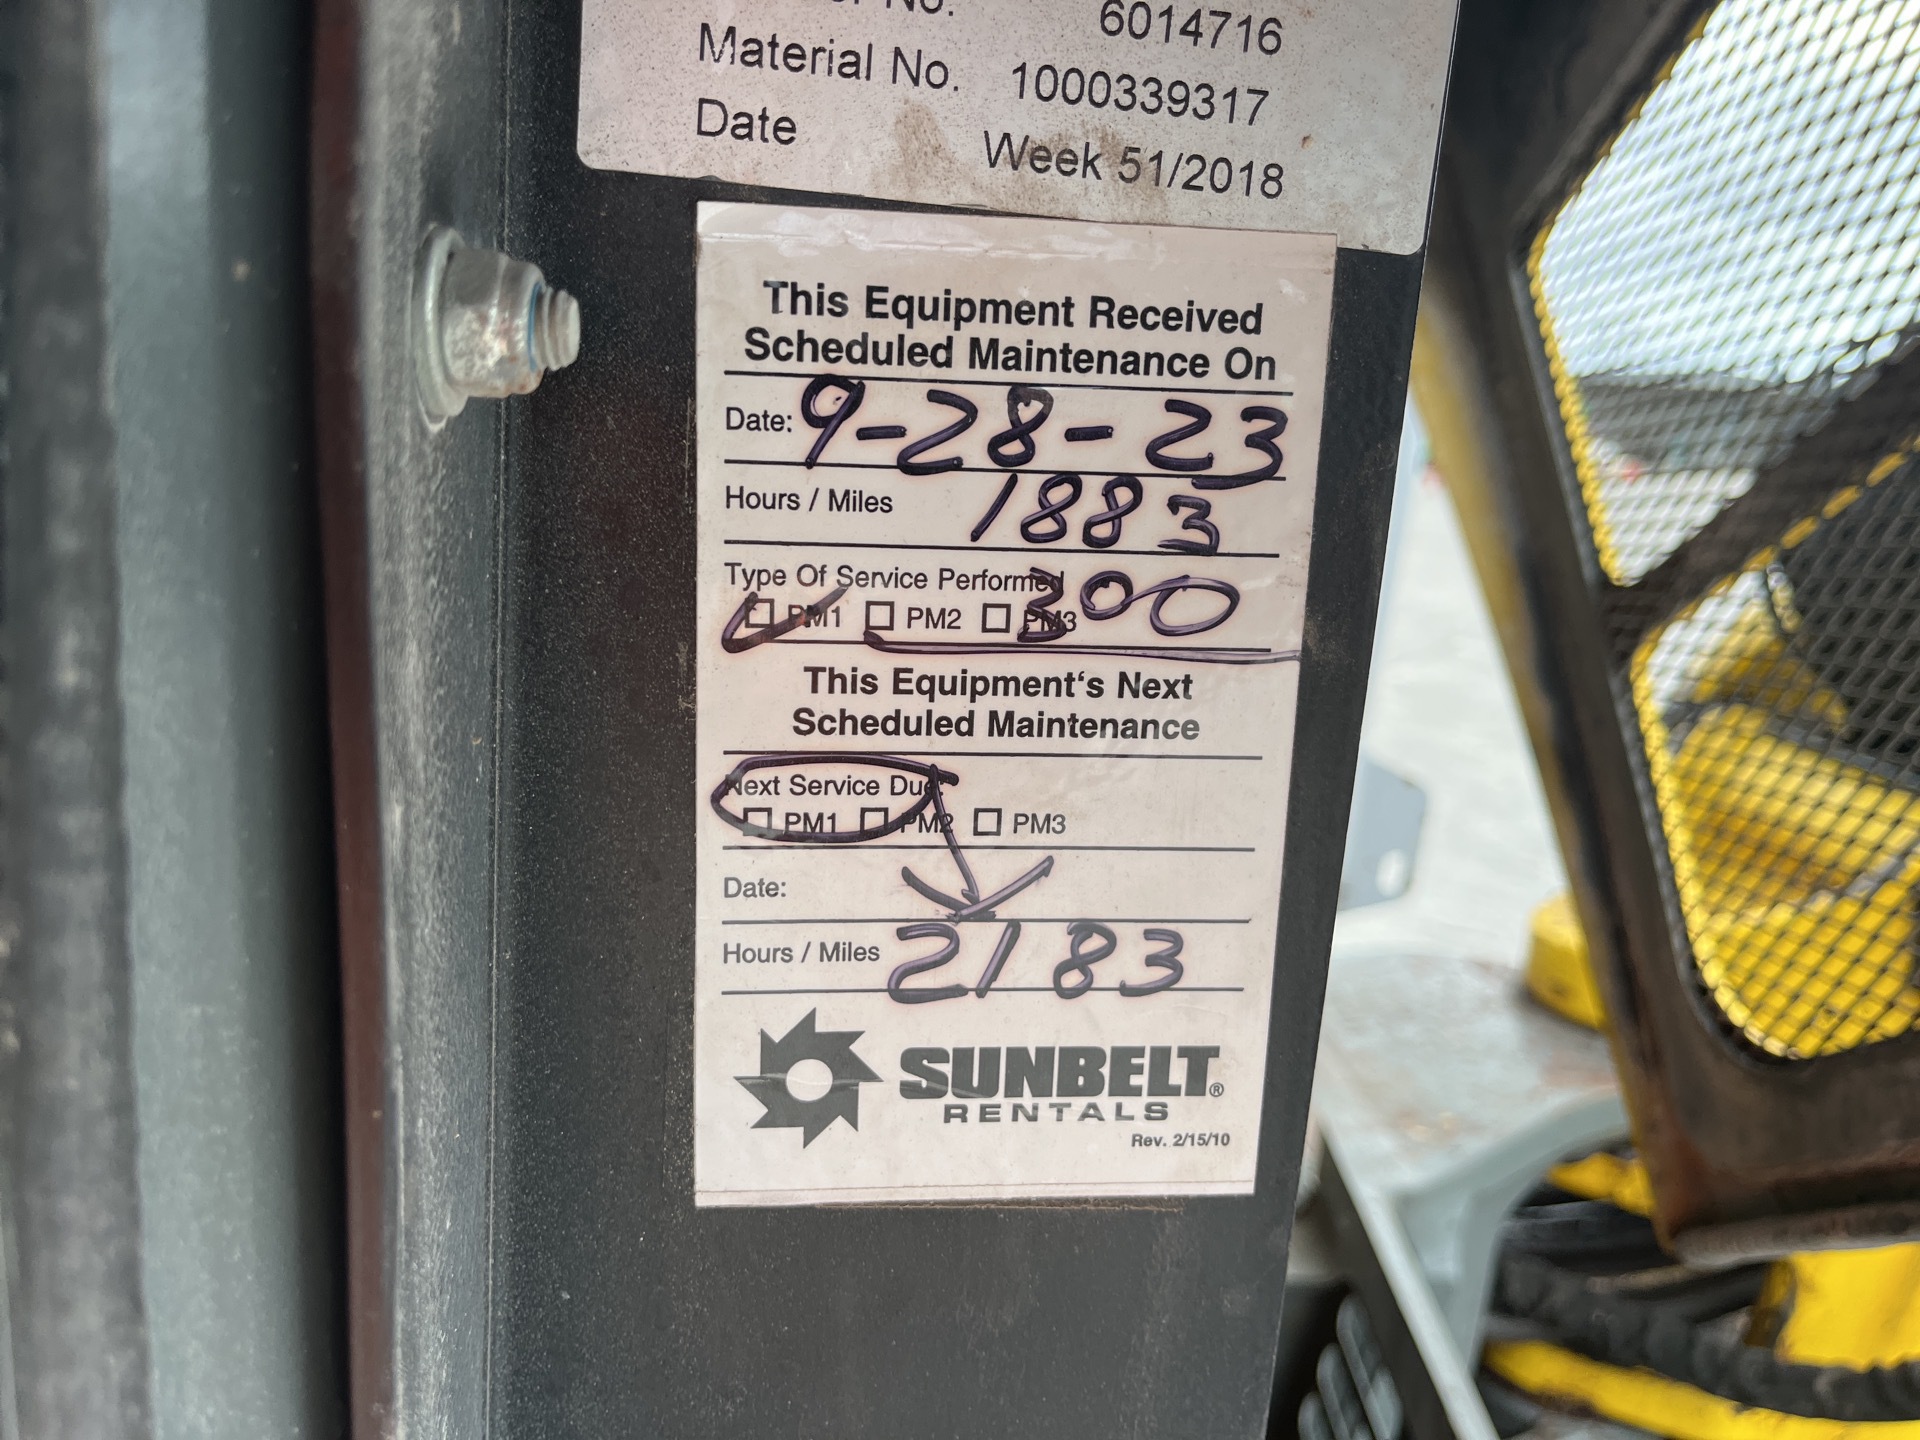 No. 6014716
Material No. 1000339317
Date Week 51/2018
This Equipment Received
Scheduled Maintenance On
Date: 9-28-23
Hours / Miles 1883
Type Of Service Performed 300
PM1 PM2 PM3
This Equipment's Next
Scheduled Maintenance
Next Service Due:
PM1 PM2 PM3
Date:
Hours / Miles 2183
SUNBELT®
RENTALS
Rev. 2/15/10